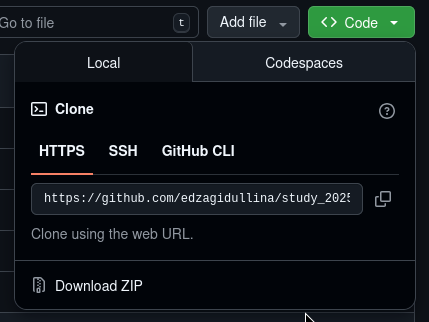 Go to file
t
Add file
Code
Local
Codespaces
Clone
HTTPS
SSH
GitHub CLI
https://github.com/edzagidullina/study_2025
Clone using the web URL.
Download ZIP